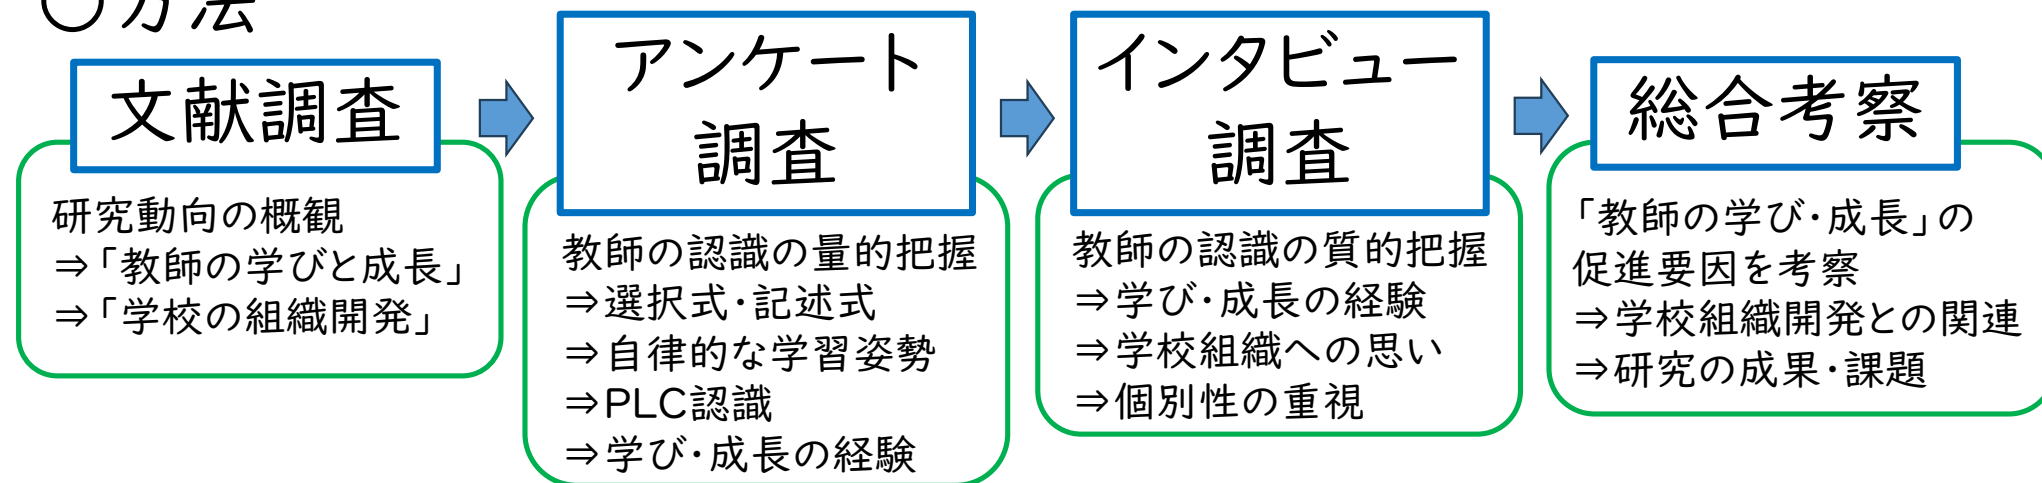 〇方法
文献調査
研究動向の概観
⇒「教師の学びと成長」
⇒「学校の組織開発」
アンケート
調査
教師の認識の量的把握
⇒選択式・記述式
⇒自律的な学習姿勢
⇒PLC認識
⇒学び・成長の経験
インタビュー
調査
教師の認識の質的把握
⇒学び・成長の経験
⇒学校組織への思い
⇒個別性の重視
総合考察
「教師の学び・成長」の
促進要因を考察
⇒学校組織開発との関連
⇒研究の成果・課題